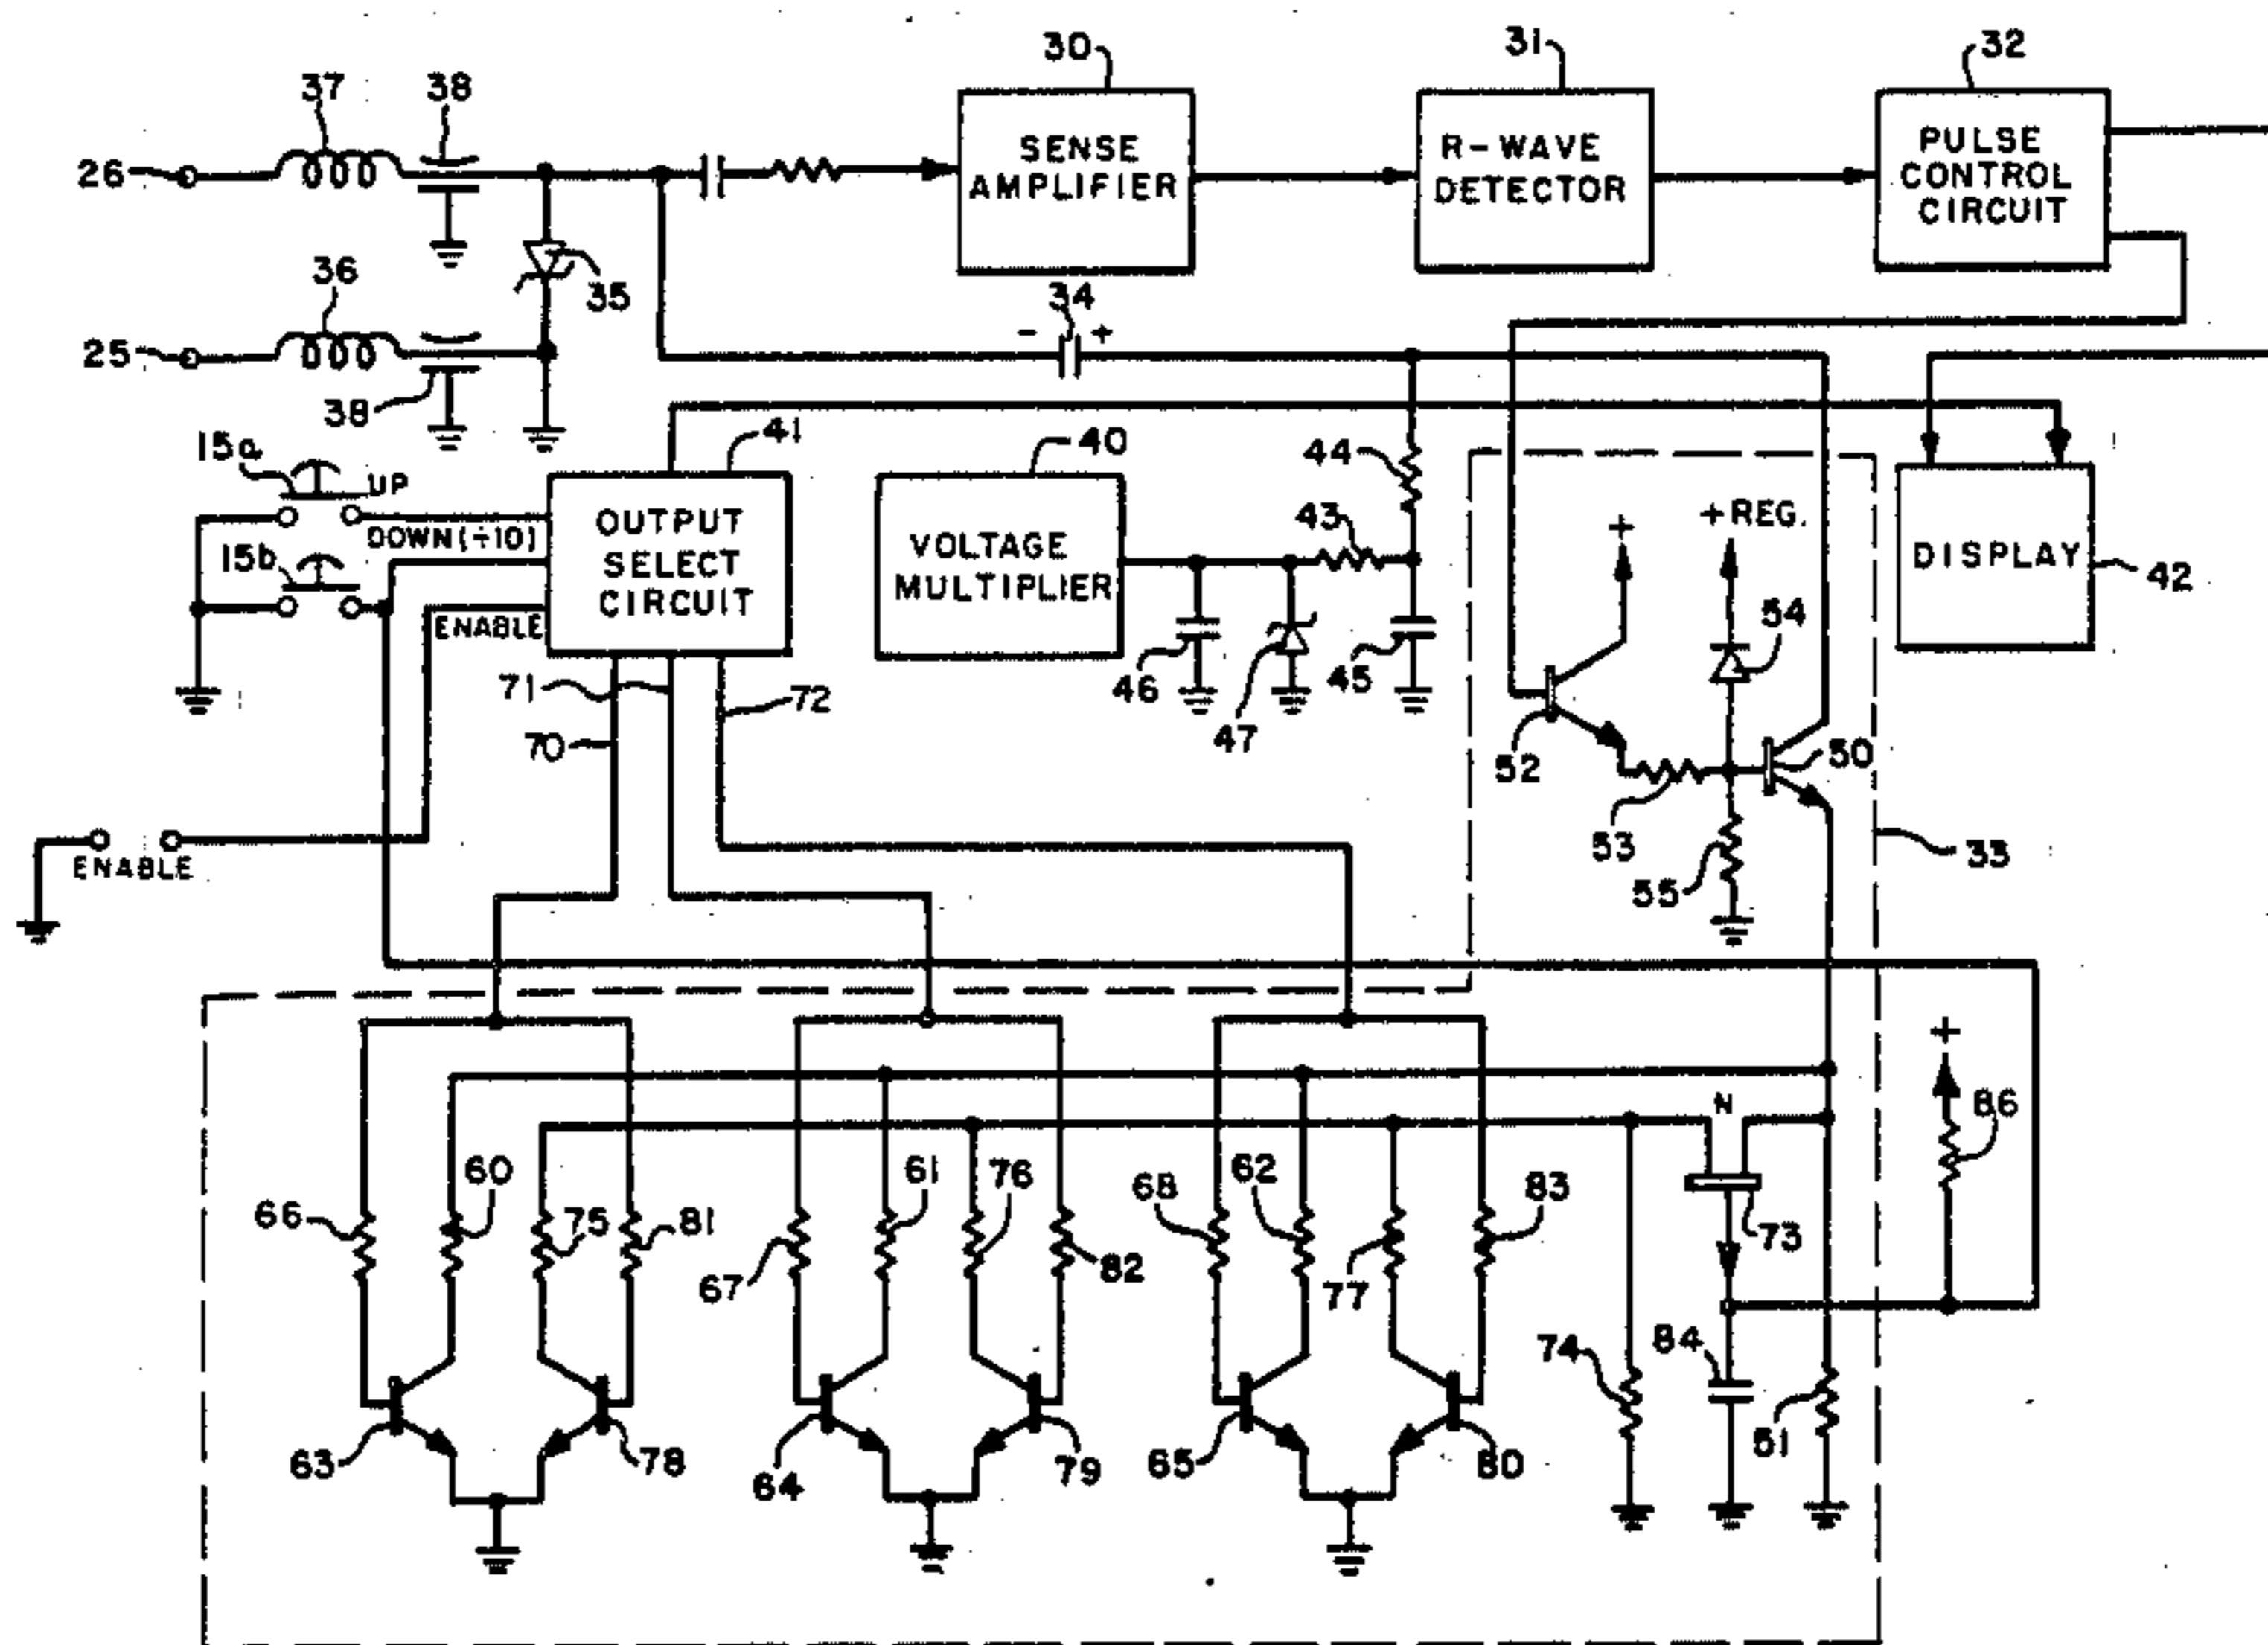 30
31
32
37
38
SENSE
AMPLIFIER
R-WAVE
DETECTOR
PULSE
CONTROL
CIRCUIT
26
36
35
34
- +
25
38
15a
UP
41
40
44
DOWN (÷10)
15b
OUTPUT
SELECT
CIRCUIT
VOLTAGE
MULTIPLIER
43
+
+REG.
DISPLAY
42
ENABLE
54
71
72
46
45
47
70
52
50
53
33
ENABLE
55
+
N
86
66
60
75
81
67
61
76
82
68
62
77
83
73
74
84
51
63
78
64
79
65
80